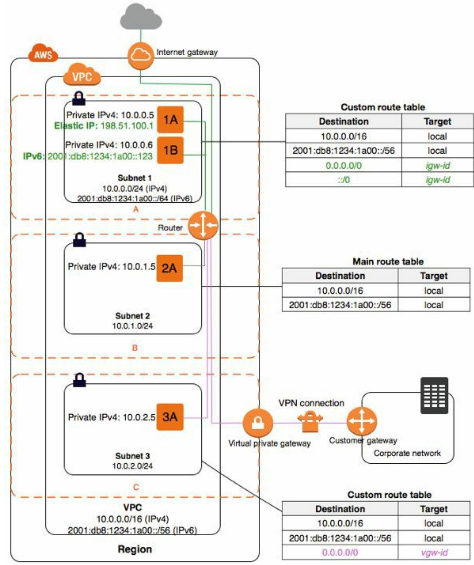 Internet gateway
AWS
VPC
Private IPv4: 10.0.0.5
Elastic IP: 198.51.100.1
1A
Private IPv4: 10.0.0.6
IPv6: 2001:db8:1234:1a00::123
1B
Subnet 1
10.0.0.0/24 (IPv4)
2001:db8:1234:1a00::/64 (IPv6)
A
Router
Private IPv4: 10.0.1.5
2A
Subnet 2
10.0.1.0/24
B
Private IPv4: 10.0.2.5
3A
Subnet 3
10.0.2.0/24
C
VPC
10.0.0.0/16 (IPv4)
2001:db8:1234:1a00::/56 (IPv6)
Region
Custom route table
Destination Target
10.0.0.0/16 local
2001:db8:1234:1a00::/56 local
0.0.0.0/0 igw-id
::/0 igw-id
Main route table
Destination Target
10.0.0.0/16 local
2001:db8:1234:1a00::/56 local
VPN connection
Virtual private gateway
Customer gateway
Corporate network
Custom route table
Destination Target
10.0.0.0/16 local
2001:db8:1234:1a00::/56 local
0.0.0.0/0 vgw-id